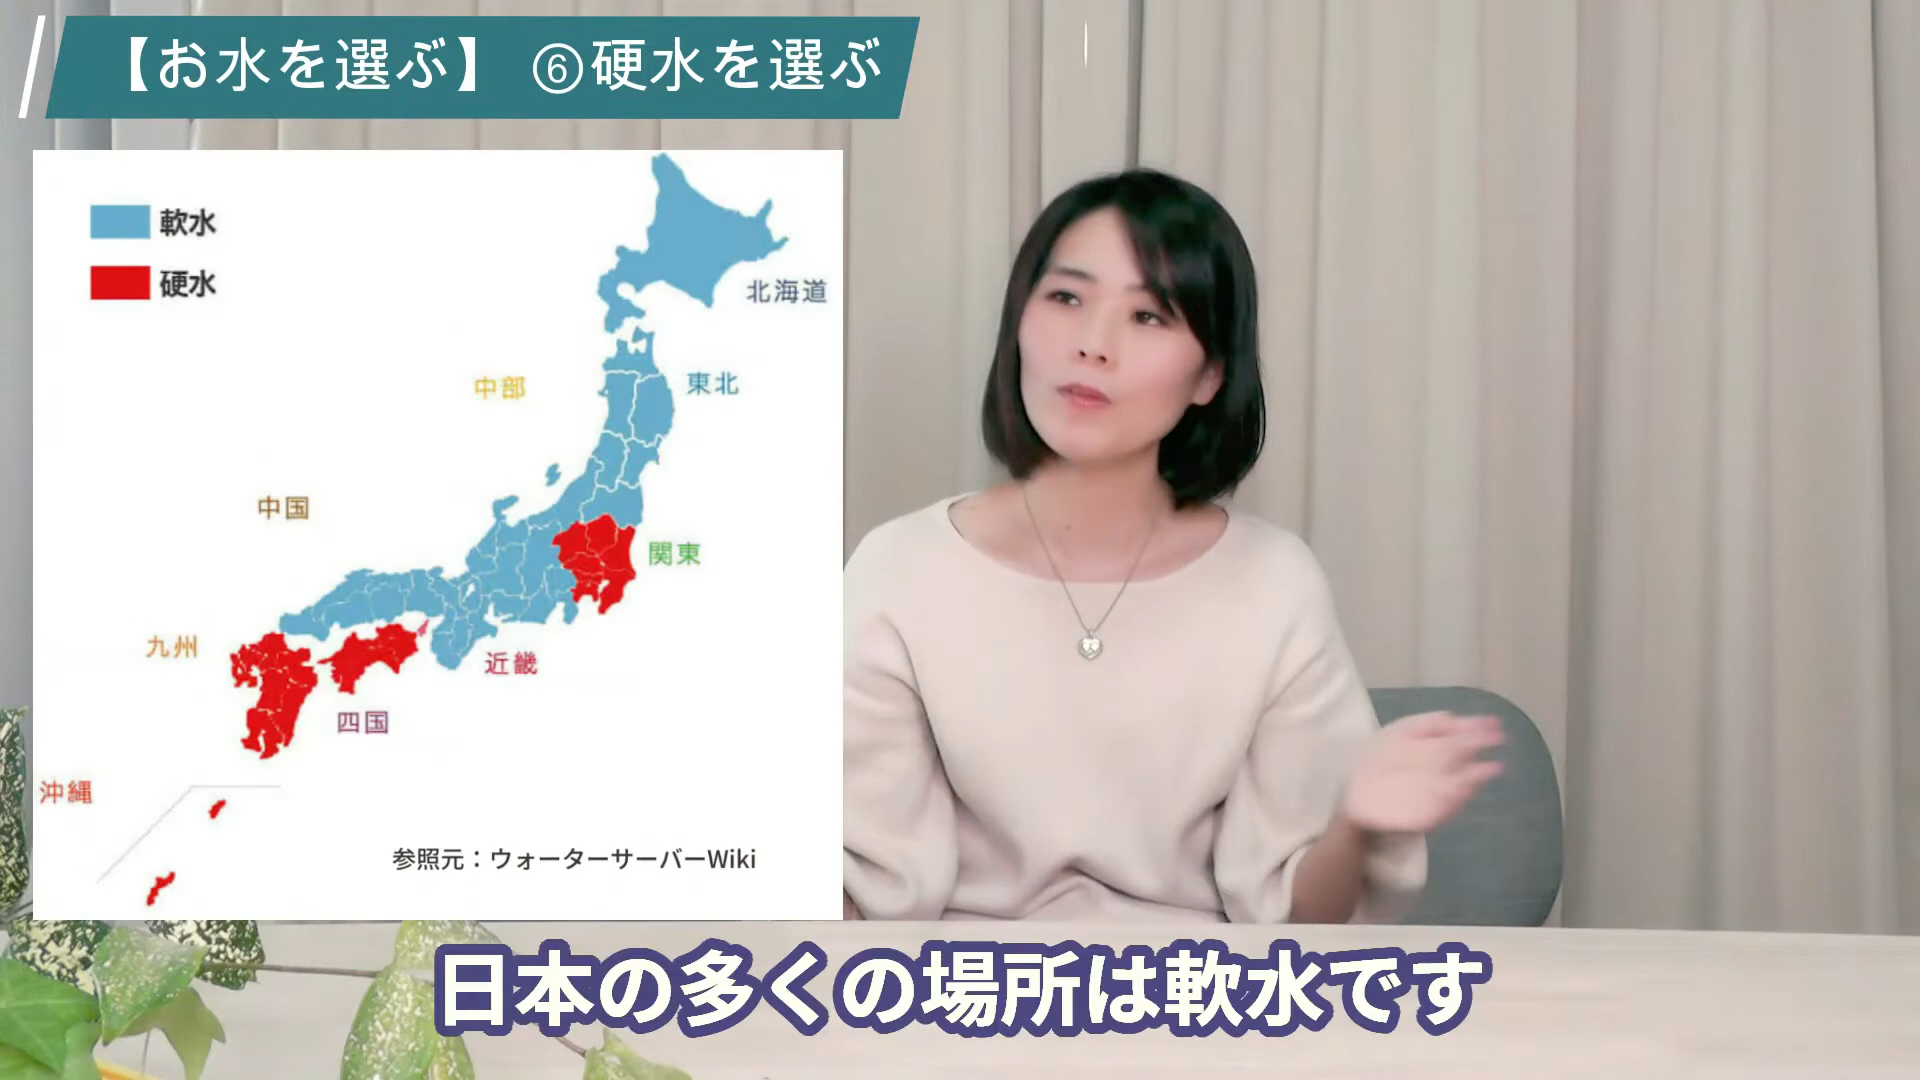 【お水を選ぶ】 ⑥硬水を選ぶ
軟水
硬水
北海道
東北
中部
中国
関東
九州
近畿
四国
沖縄
参照元：ウォーターサーバーWiki
日本の多くの場所は軟水です